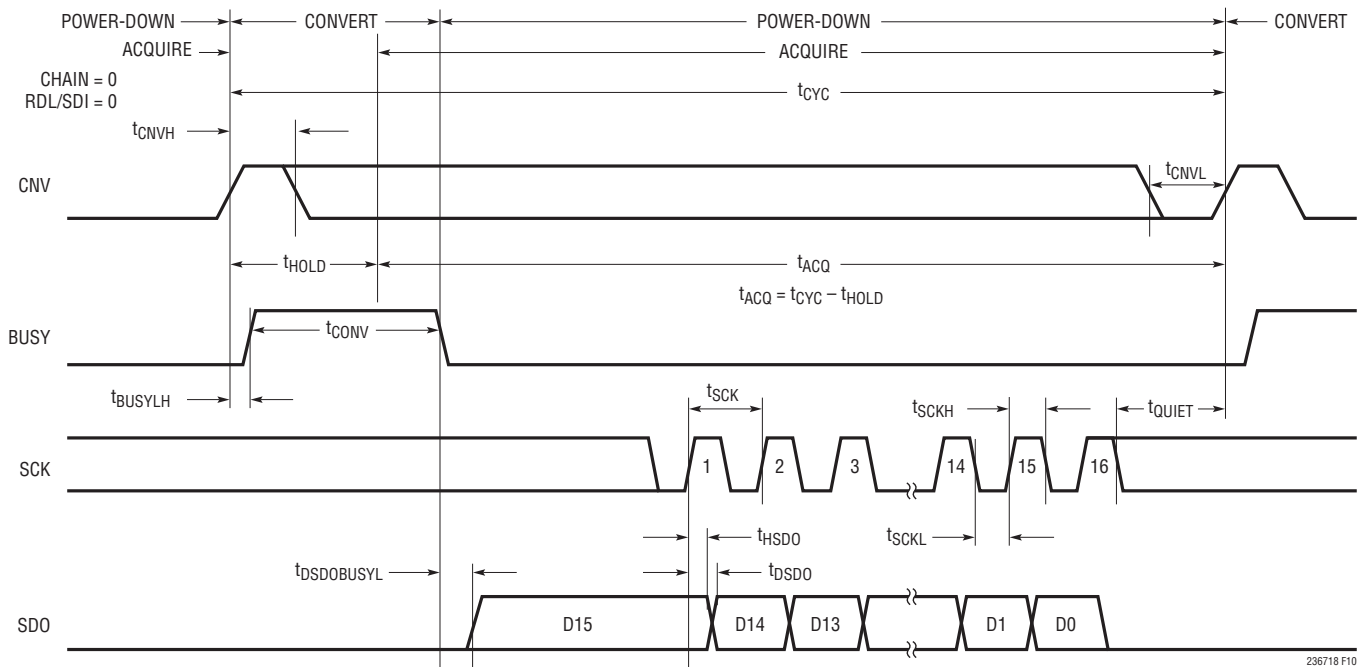 POWER-DOWN CONVERT POWER-DOWN CONVERT
ACQUIRE ACQUIRE
CHAIN = 0
RDL/SDI = 0
tCYC
tCNVH
CNV
tCNVL
tHOLD tACQ
tACQ = tCYC – tHOLD
BUSY
tCONV
tBUSYLH
tSCK tSCKH tQUIET
SCK 1 2 3 14 15 16
tHSDO tSCKL
tDSDOBUSYL tDSDO
SDO D15 D14 D13 D1 D0
236718 F10